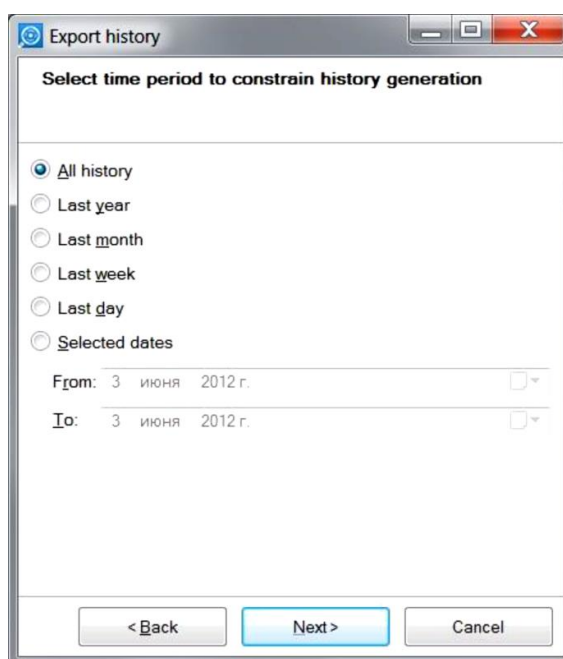 Export history
Select time period to constrain history generation
All history
Last year
Last month
Last week
Last day
Selected dates
From: 3 июня 2012 г.
To: 3 июня 2012 г.
< Back Next > Cancel